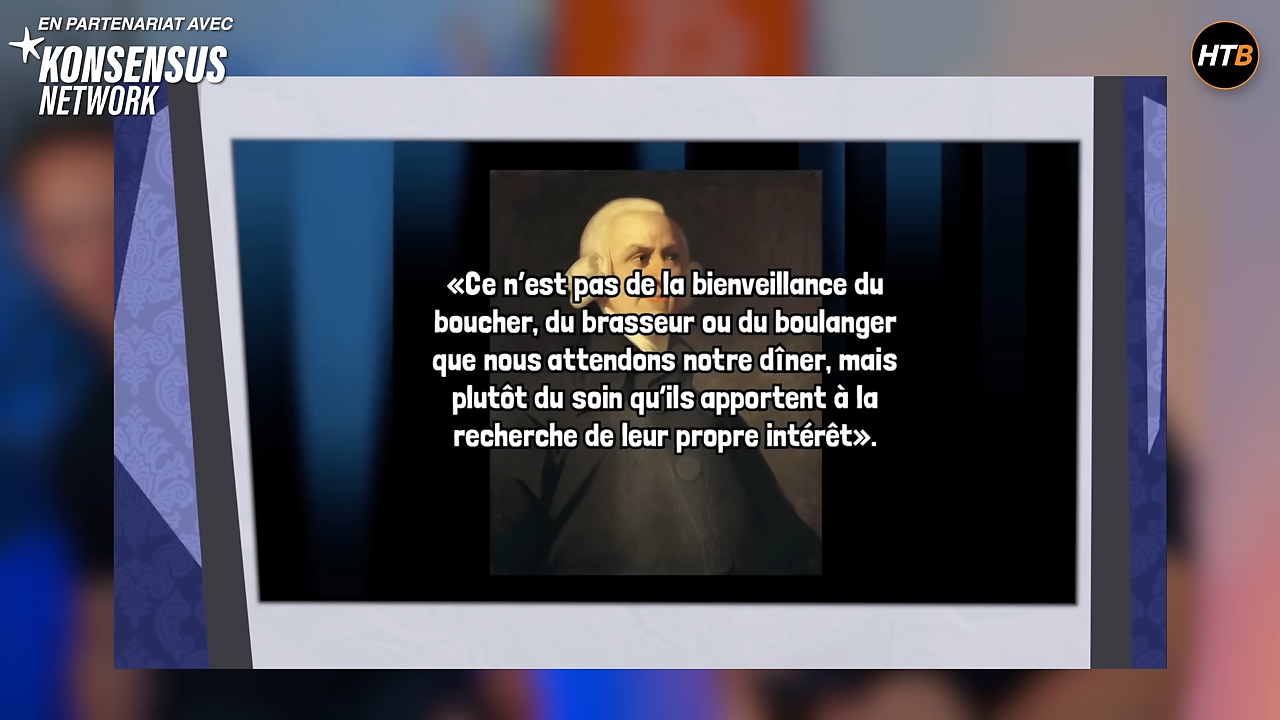 EN PARTENARIAT AVEC
KONSENSUS
NETWORK
HTB
«Ce n'est pas de la bienveillance du
boucher, du brasseur ou du boulanger
que nous attendons notre dîner, mais
plutôt du soin qu'ils apportent à la
recherche de leur propre intérêt».